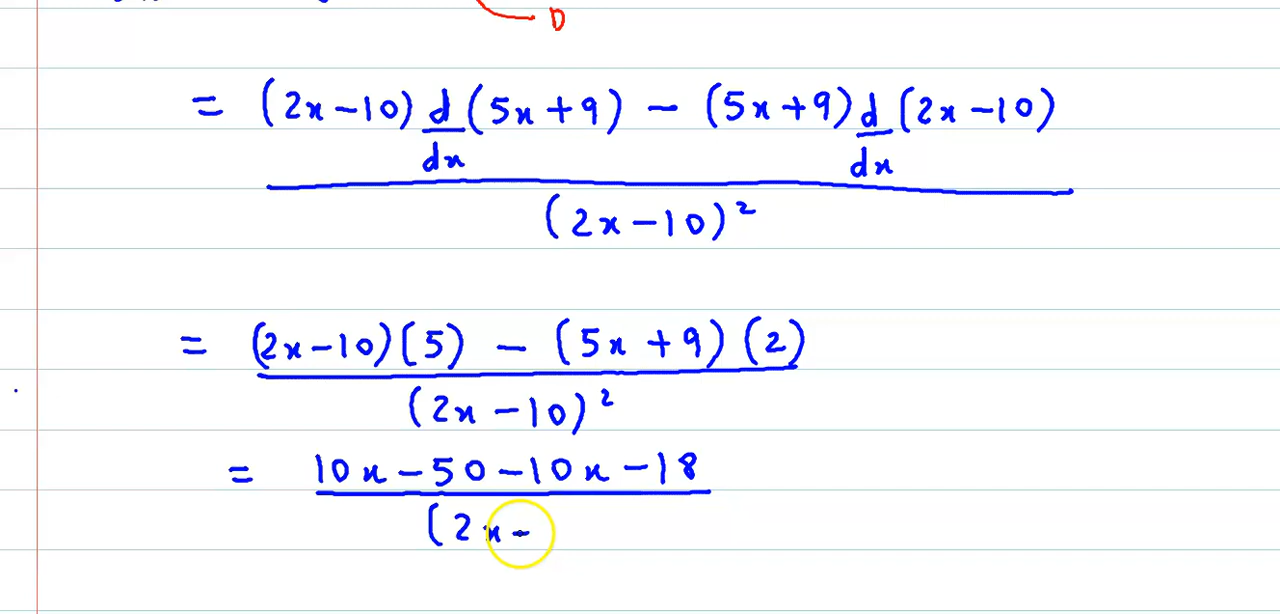 D
= (2x-10) d/dx (5x+9) - (5x+9) d/dx (2x-10)
(2x-10)²
= (2x-10)(5) - (5x+9)(2)
(2x-10)²
= 10x-50-10x-18
(2x-